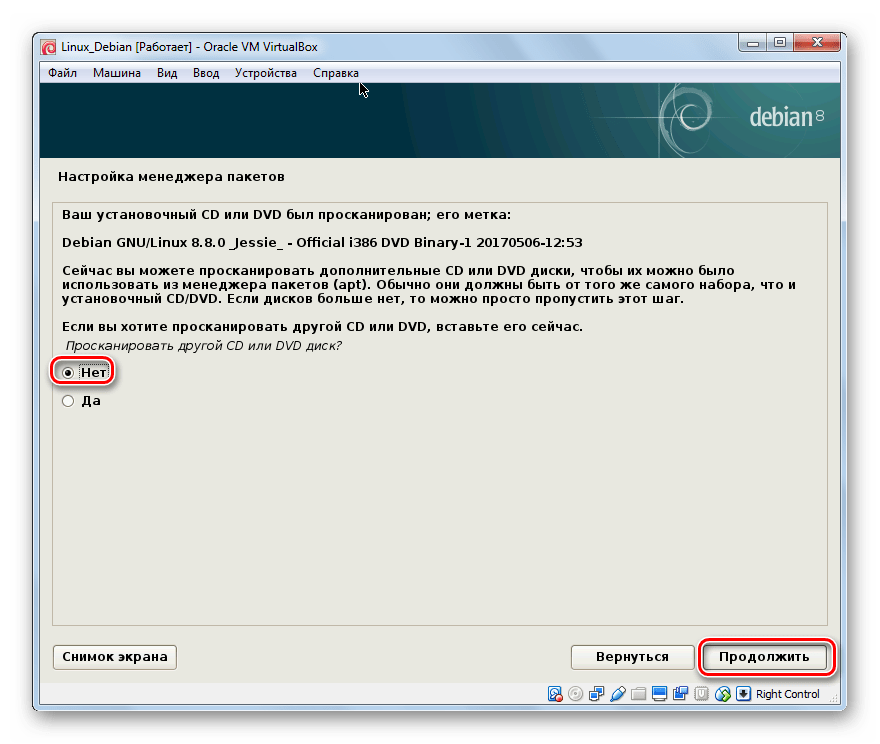 Linux_Debian [Работает] - Oracle VM VirtualBox
Файл Машина Вид Ввод Устройства Справка
debian 8
Настройка менеджера пакетов
Ваш установочный CD или DVD был просканирован; его метка:
Debian GNU/Linux 8.8.0 _Jessie_ - Official i386 DVD Binary-1 20170506-12:53
Сейчас вы можете просканировать дополнительные CD или DVD диски, чтобы их можно было
использовать из менеджера пакетов (apt). Обычно они должны быть от того же самого набора, что и
установочный CD/DVD. Если дисков больше нет, то можно просто пропустить этот шаг.
Если вы хотите просканировать другой CD или DVD, вставьте его сейчас.
Просканировать другой CD или DVD диск?
Нет
Да
Снимок экрана Вернуться Продолжить
Right Control